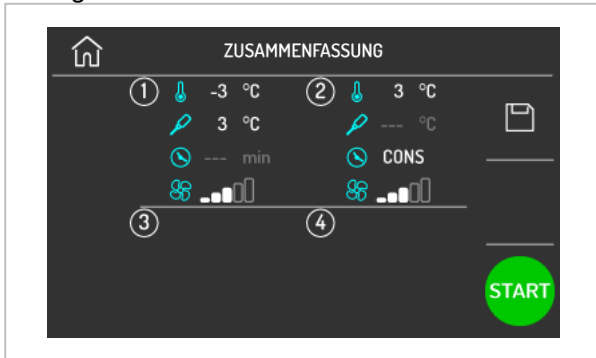 ZUSAMMENFASSUNG
1 -3 °C 2 3 °C
3 °C --- °C
--- min CONS
3 4
START